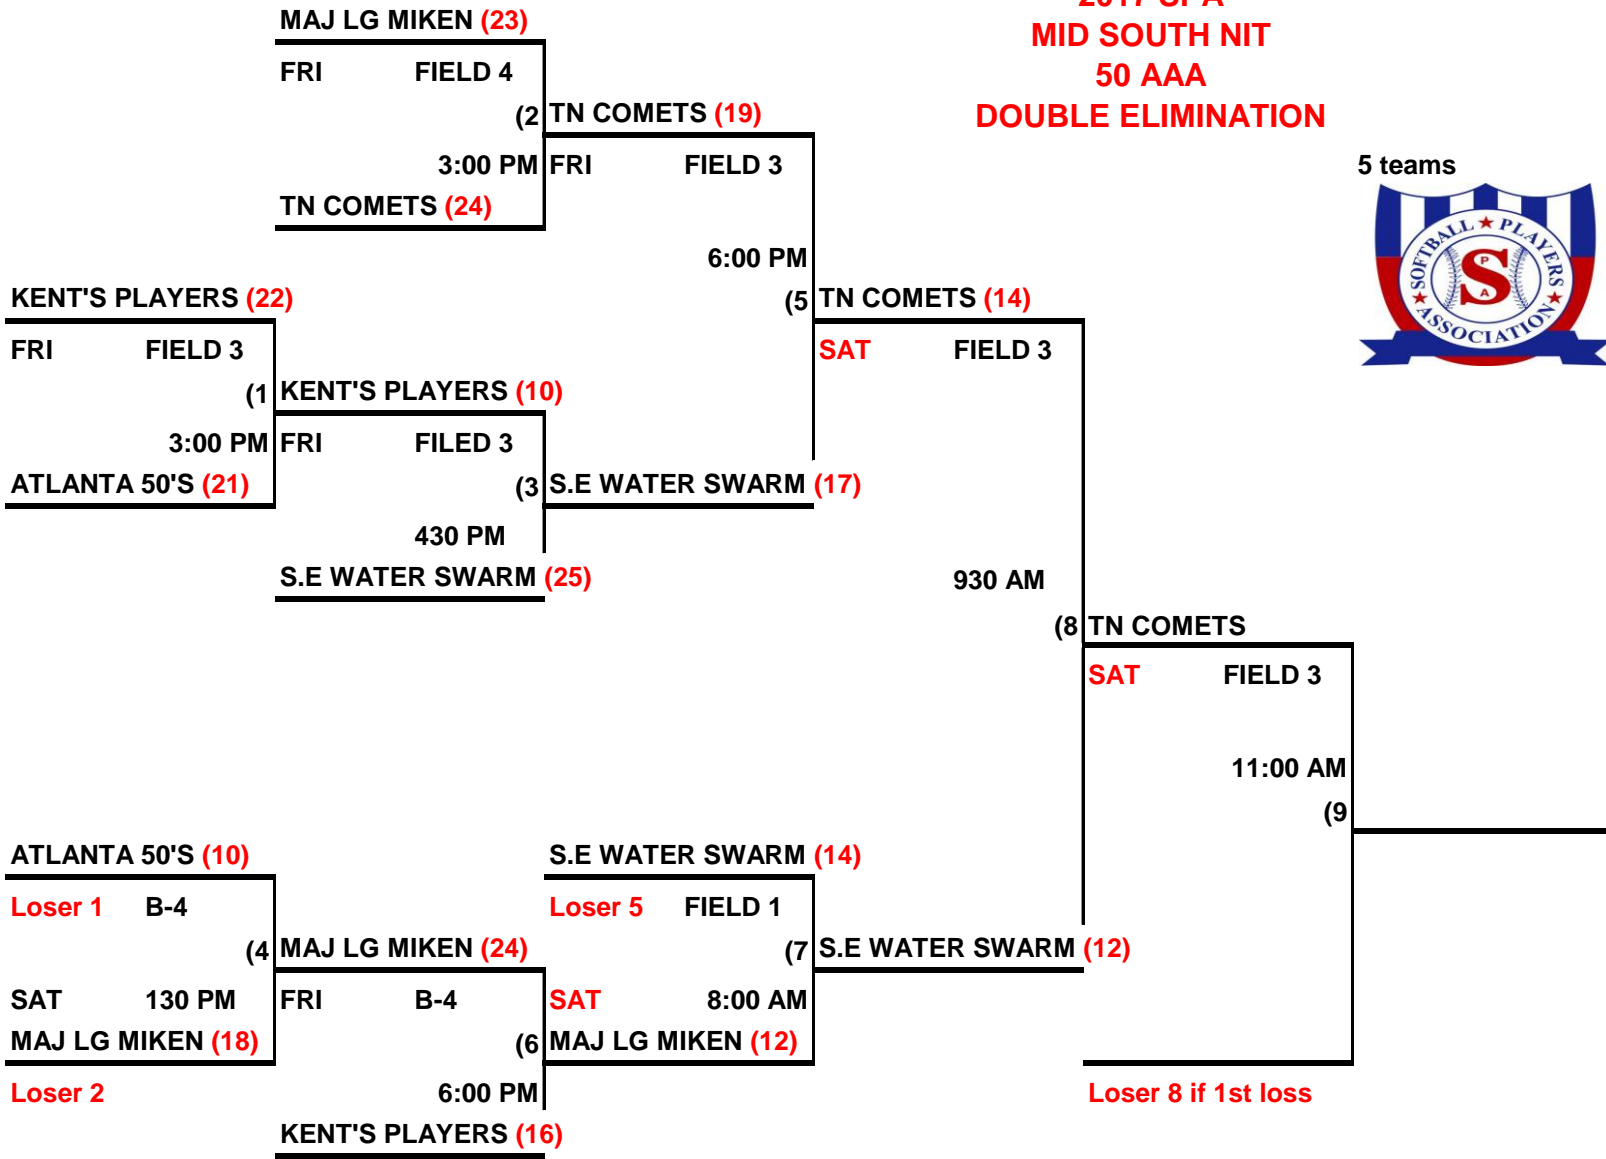 2017 SPA
MID SOUTH NIT
50 AAA
DOUBLE ELIMINATION
5 teams
SOFTBALL ★ PLAYERS ★ ASSOCIATION ★
S
P
A
MAJ LG MIKEN (23)
FRI FIELD 4
(2 TN COMETS (19)
3:00 PM FRI FIELD 3
TN COMETS (24)
6:00 PM
KENT'S PLAYERS (22) (5 TN COMETS (14)
FRI FIELD 3 SAT FIELD 3
(1 KENT'S PLAYERS (10)
3:00 PM FRI FILED 3
ATLANTA 50'S (21) (3 S.E WATER SWARM (17)
430 PM
S.E WATER SWARM (25) 930 AM
(8 TN COMETS
SAT FIELD 3
11:00 AM
(9
ATLANTA 50'S (10) S.E WATER SWARM (14)
Loser 1 B-4 Loser 5 FIELD 1
(4 MAJ LG MIKEN (24) (7 S.E WATER SWARM (12)
SAT 130 PM FRI B-4 SAT 8:00 AM
MAJ LG MIKEN (18) (6 MAJ LG MIKEN (12)
Loser 2 6:00 PM Loser 8 if 1st loss
KENT'S PLAYERS (16)